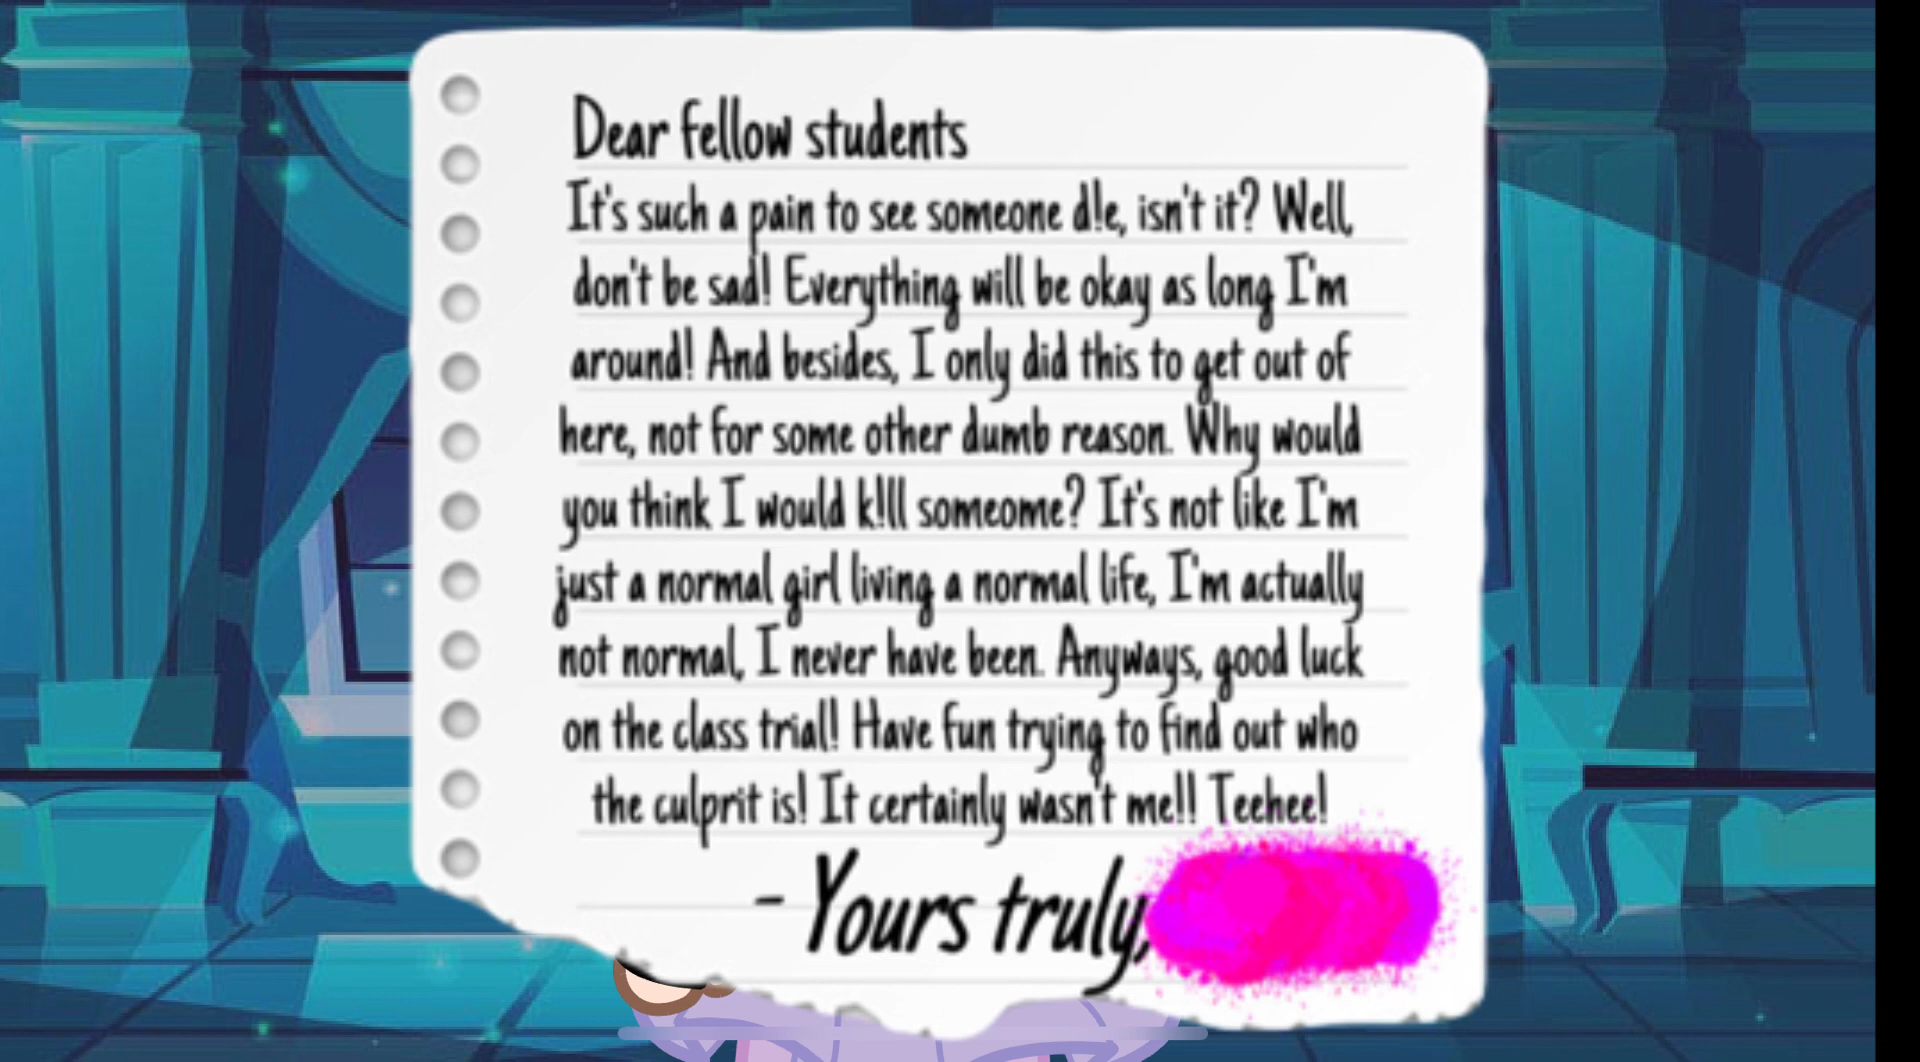 Dear fellow students
It's such a pain to see someone d!e, isn't it? Well,
don't be sad! Everything will be okay as long I'm
around! And besides, I only did this to get out of
here, not for some other dumb reason. Why would
you think I would k!ll someome? It's not like I'm
just a normal girl living a normal life, I'm actually
not normal, I never have been. Anyways, good luck
on the class trial! Have fun trying to find out who
the culprit is! It certainly wasn't me!! Teehee!
- Yours truly,